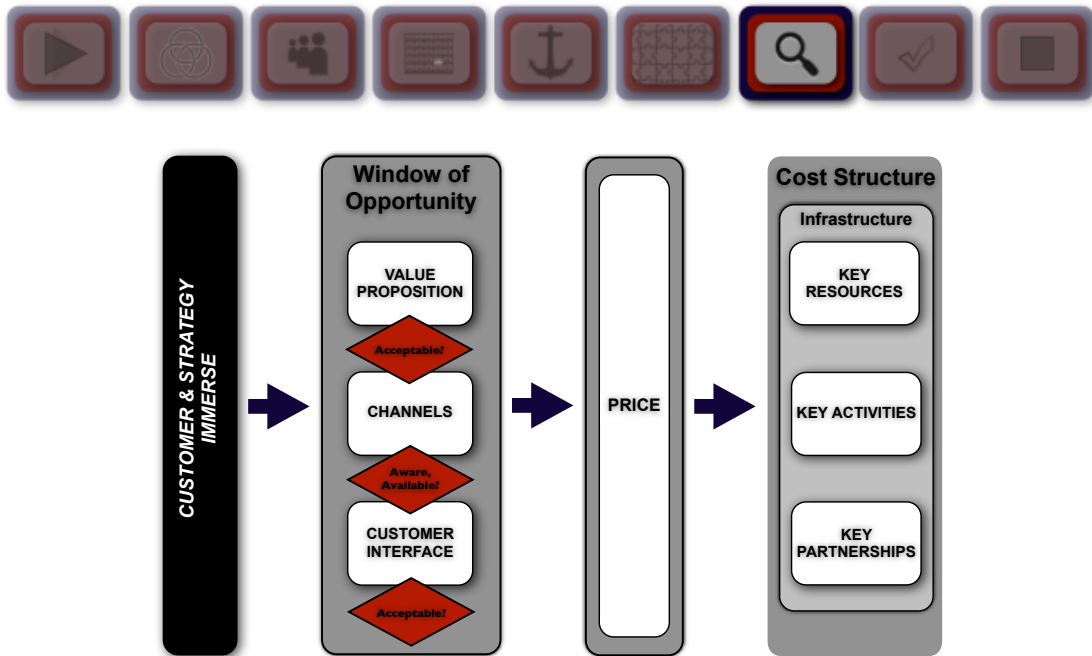 CUSTOMER & STRATEGY
IMMERSE
Window of
Opportunity
VALUE
PROPOSITION
Acceptable?
CHANNELS
Aware,
Available?
CUSTOMER
INTERFACE
Acceptable?
PRICE
Cost Structure
Infrastructure
KEY
RESOURCES
KEY ACTIVITIES
KEY
PARTNERSHIPS